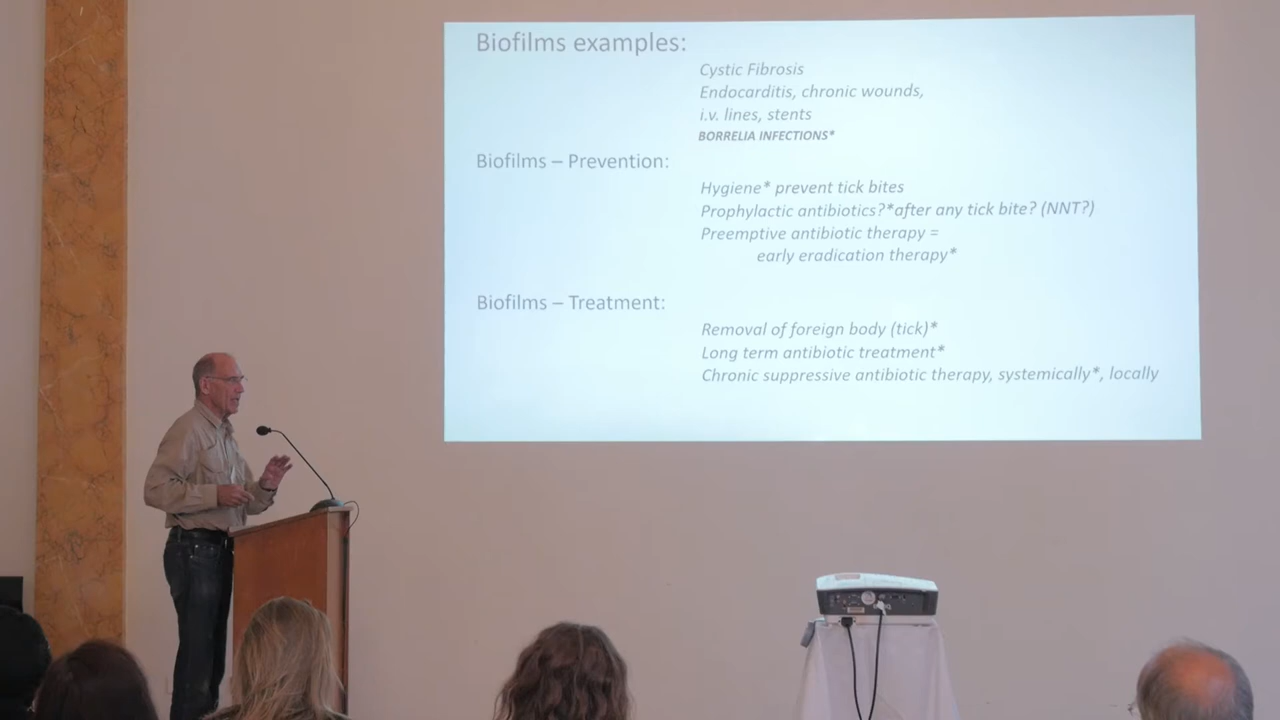 Biofilms examples:
Cystic Fibrosis
Endocarditis, chronic wounds,
i.v. lines, stents
BORRELIA INFECTIONS*
Biofilms – Prevention:
Hygiene* prevent tick bites
Prophylactic antibiotics?*after any tick bite? (NNT?)
Preemptive antibiotic therapy =
early eradication therapy*
Biofilms – Treatment:
Removal of foreign body (tick)*
Long term antibiotic treatment*
Chronic suppressive antibiotic therapy, systemically*, locally